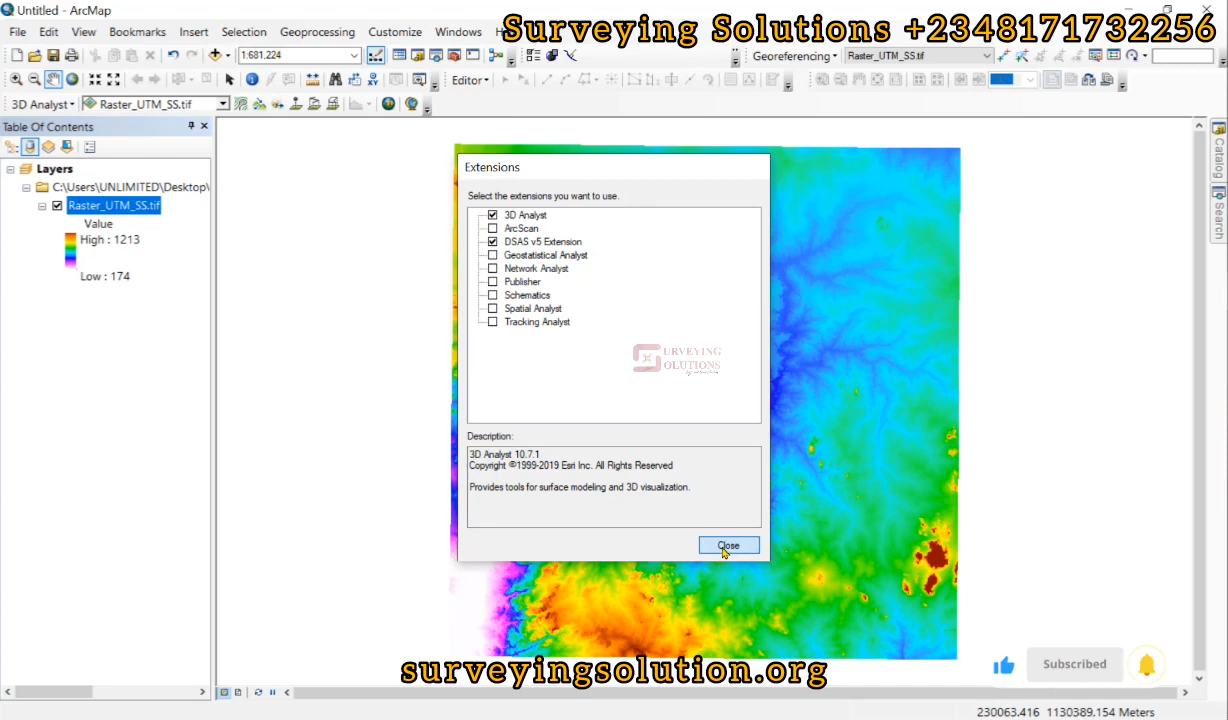 Untitled - ArcMap
Surveying Solutions +2348171732256
File Edit View Bookmarks Insert Selection Geoprocessing Customize Windows
1:681,224
Georeferencing
Raster_UTM_SS.tif
Editor
3D Analyst
Raster_UTM_SS.tif
Table Of Contents
Layers
C:\Users\UNLIMITED\Desktop\
Raster_UTM_SS.tif
Value
High : 1213
Low : 174
Extensions
Select the extensions you want to use.
3D Analyst
ArcScan
DSAS v5 Extension
Geostatistical Analyst
Network Analyst
Publisher
Schematics
Spatial Analyst
Tracking Analyst
SURVEYING
SOLUTIONS
Description:
3D Analyst 10.7.1
Copyright ©1999-2019 Esri Inc. All Rights Reserved
Provides tools for surface modeling and 3D visualization.
Close
Catalog
Search
Subscribed
surveyingsolution.org
230063.416 1130389.154 Meters